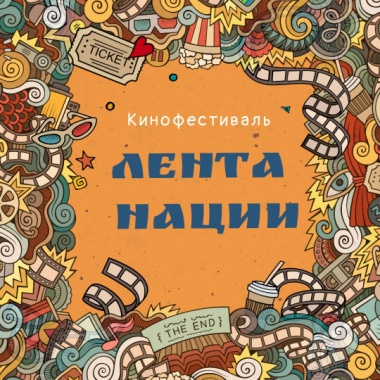 TICKET
Кинофестиваль
ЛЕНТА
НАЦИИ
THE END